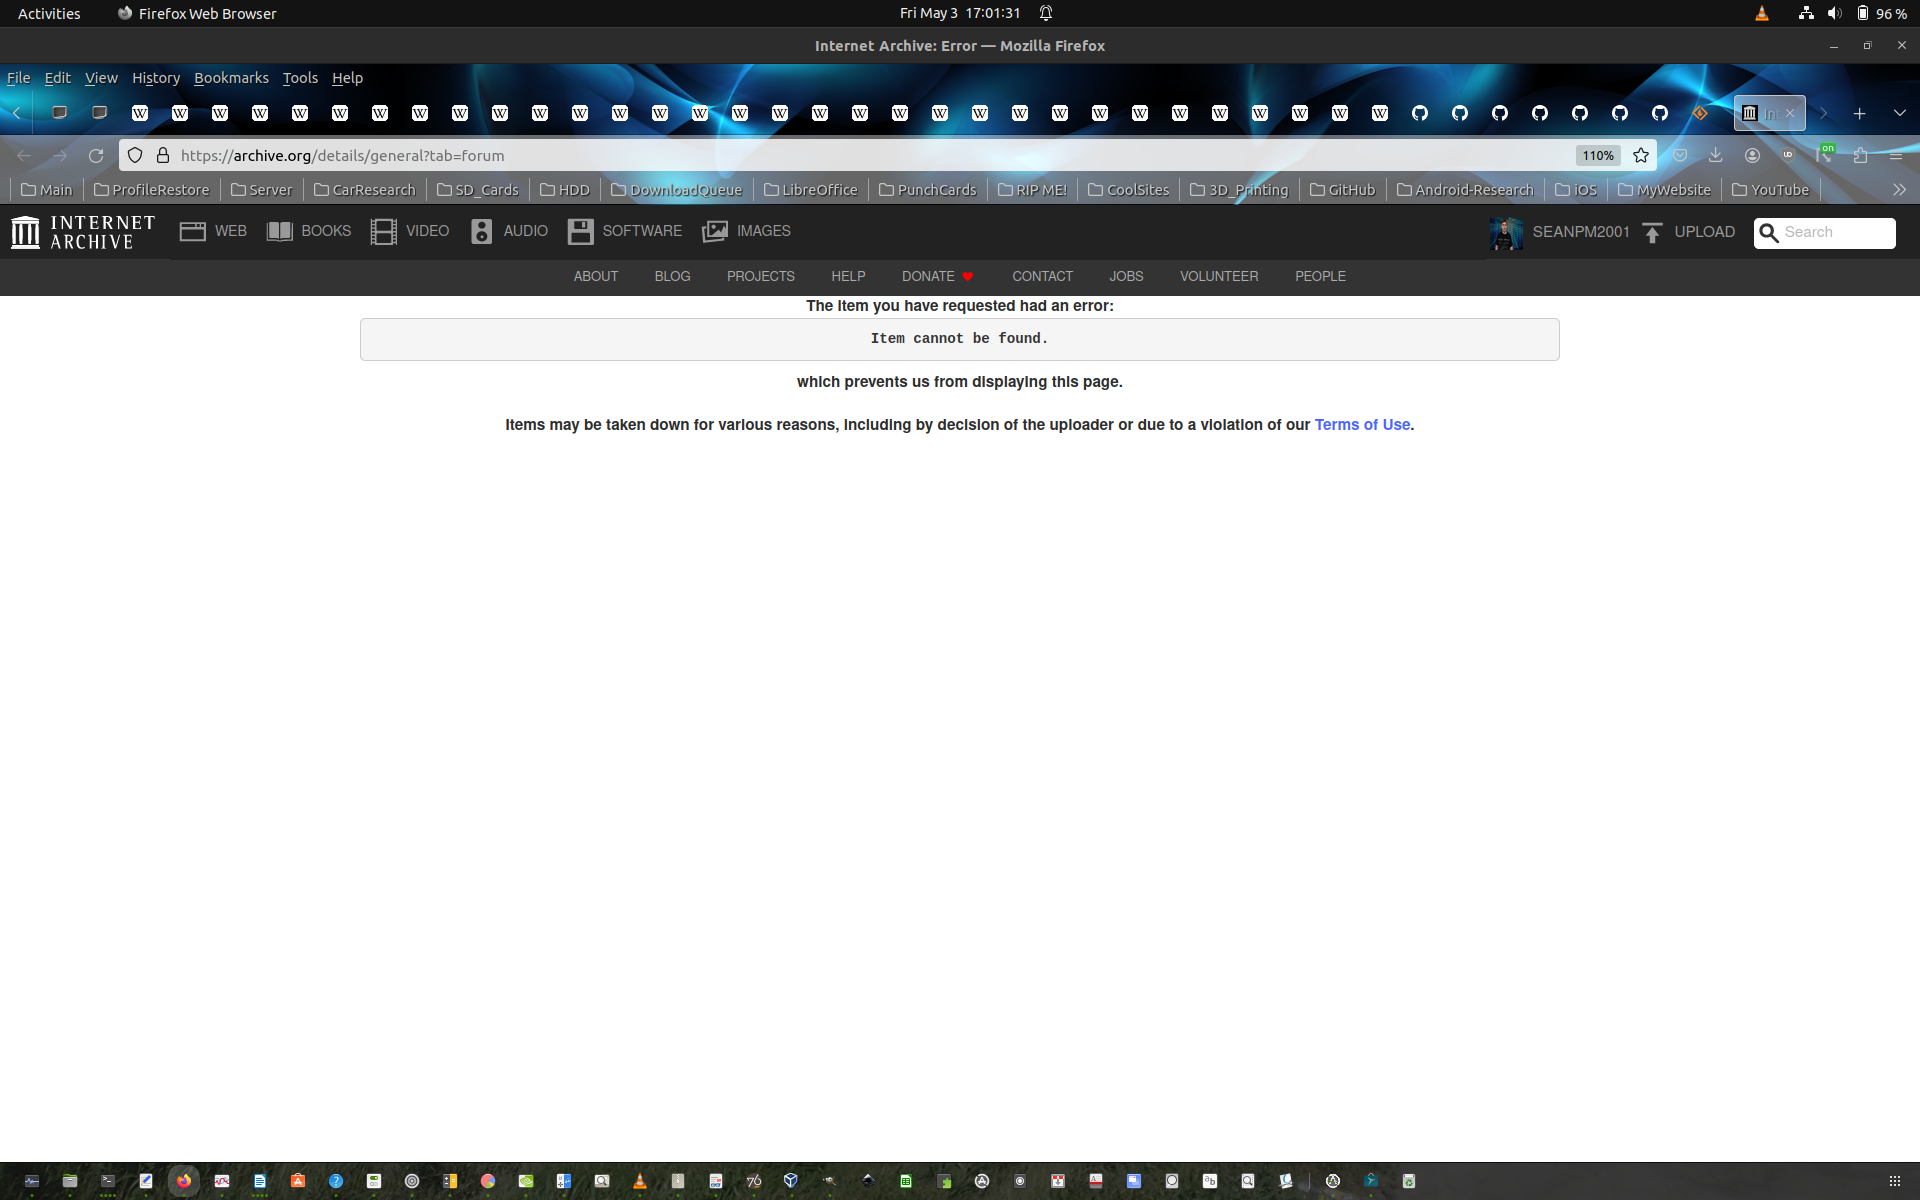 Activities Firefox Web Browser Fri May 3 17:01:31 96 %
Internet Archive: Error — Mozilla Firefox
File Edit View History Bookmarks Tools Help
https://archive.org/details/general?tab=forum 110% on
Main ProfileRestore Server CarResearch SD_Cards HDD DownloadQueue LibreOffice PunchCards RIP ME! CoolSites 3D_Printing GitHub Android-Research iOS MyWebsite YouTube
INTERNET ARCHIVE WEB BOOKS VIDEO AUDIO SOFTWARE IMAGES SEANPM2001 UPLOAD Search
ABOUT BLOG PROJECTS HELP DONATE CONTACT JOBS VOLUNTEER PEOPLE
The item you have requested had an error:
Item cannot be found.
which prevents us from displaying this page.
Items may be taken down for various reasons, including by decision of the uploader or due to a violation of our Terms of Use.